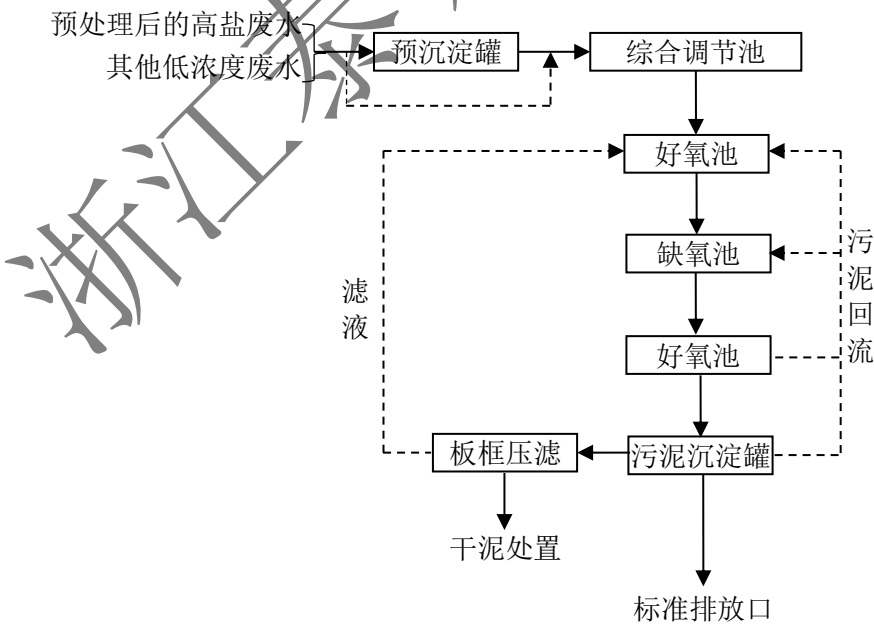 预处理后的高盐废水
其他低浓度废水
预沉淀罐
综合调节池
好氧池
缺氧池
好氧池
污泥回流
滤液
板框压滤
污泥沉淀罐
干泥处置
标准排放口
浙江泰